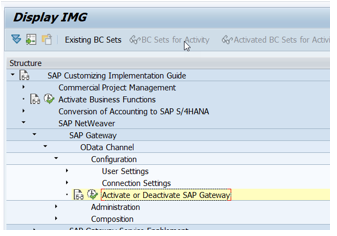 Display IMG
Existing BC Sets BC Sets for Activity Activated BC Sets for Activi
Structure
SAP Customizing Implementation Guide
Commercial Project Management
Activate Business Functions
Conversion of Accounting to SAP S/4HANA
SAP NetWeaver
SAP Gateway
OData Channel
Configuration
User Settings
Connection Settings
Activate or Deactivate SAP Gateway
Administration
Composition
SAP Gateway Service Enablement